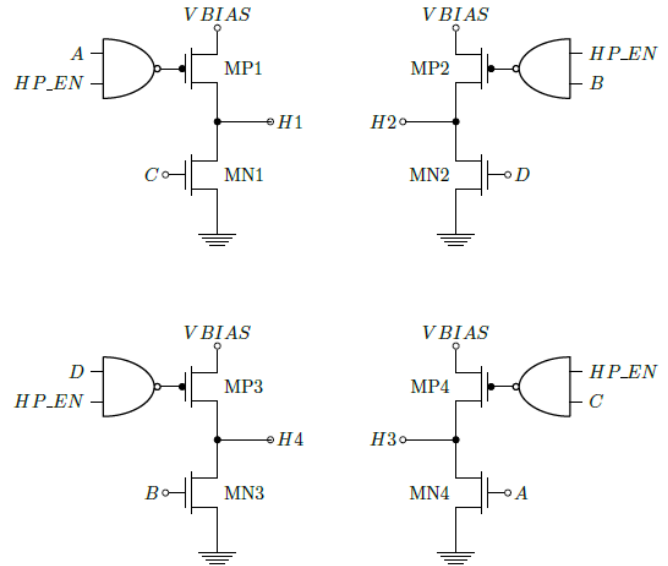 VBIAS
VBIAS
A
HP_EN
MP1
MP2
HP_EN
B
H1
H2
C
MN1
MN2
D
VBIAS
VBIAS
D
HP_EN
MP3
MP4
HP_EN
C
H4
H3
B
MN3
MN4
A